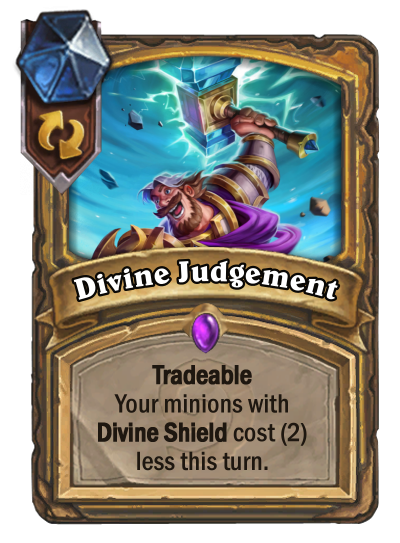 Divine Judgement
Tradeable
Your minions with
Divine Shield cost (2)
less this turn.